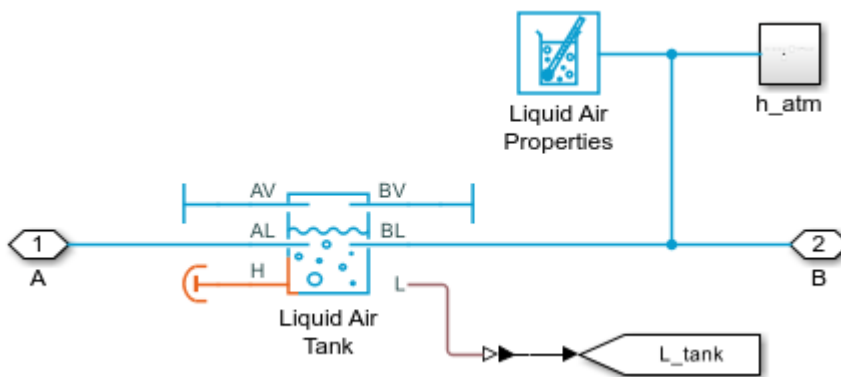 Liquid Air
Properties
h_atm
AV
BV
AL
BL
1
A
2
B
H
L
Liquid Air
Tank
L_tank